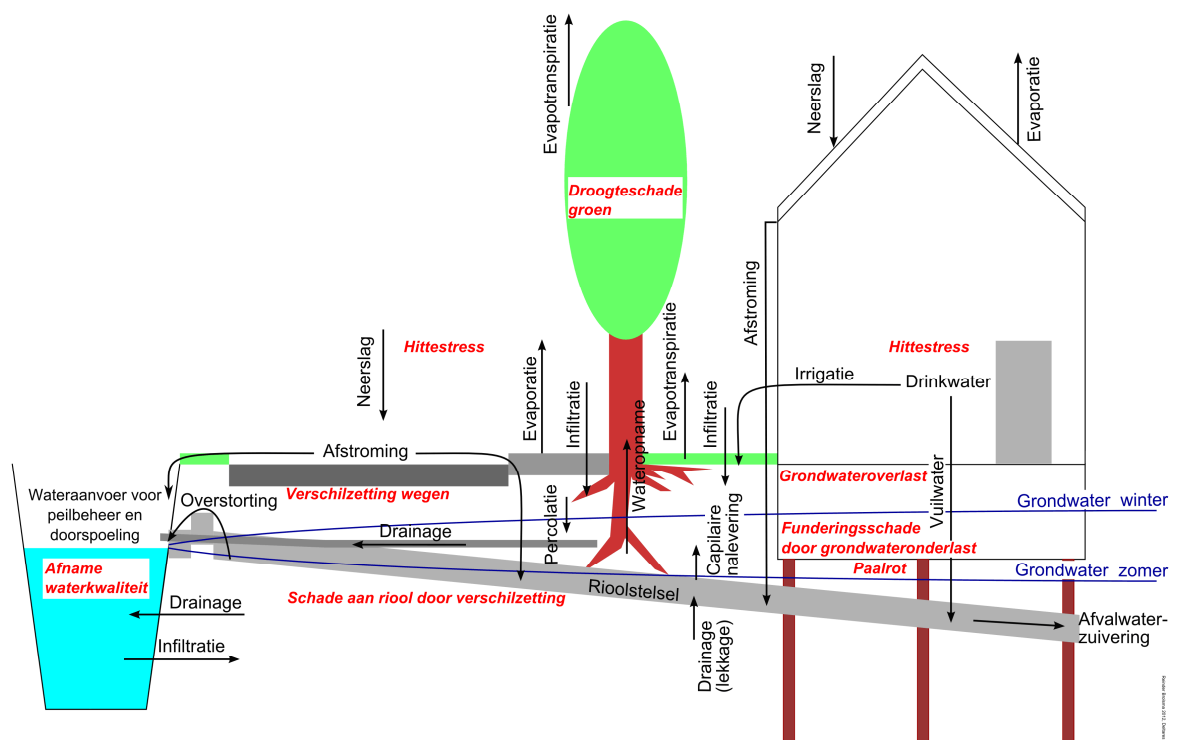 Evapotranspiratie
Neerslag
Evaporatie
Droogteschade
groen
Afstroming
Neerslag
Hittestress
Evaporatie
Infiltratie
Wateropname
Evapotranspiratie
Infiltratie
Hittestress
Irrigatie
Drinkwater
Afstroming
Grondwateroverlast
Vuilwater
Wateraanvoer voor
peilbeheer en
doorspoeling
Overstorting
Verschilzetting wegen
Grondwater winter
Percolatie
Drainage
Capilaire
nalevering
Funderingsschade
door grondwateronderlast
Paalrot
Grondwater zomer
Afname
waterkwaliteit
Drainage
Infiltratie
Schade aan riool door verschilzetting
Rioolstelsel
Drainage
(lekkage)
Afvalwater-
zuivering